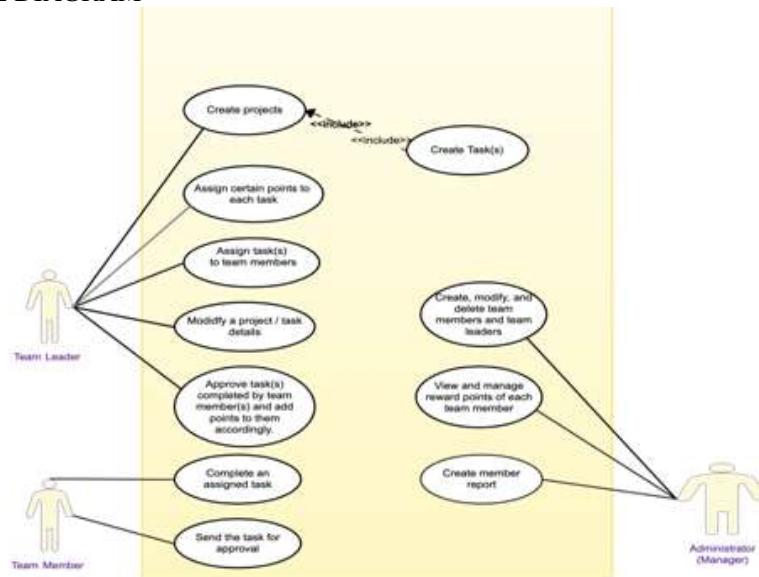 Create projects
<<include>>
<<include>>
Create Task(s)
Assign certain points to
each task
Assign task(s)
to team members
Modidfy a project / task
details
Approve task(s)
completed by team
member(s) and add
points to them
accordingly.
Complete an
assigned task
Send the task for
approval
Create, modify, and
delete team
members and team
leaders
View and manage
reward points of each
team member
Create member
report
Team Leader
Team Member
Administrator
(Manager)